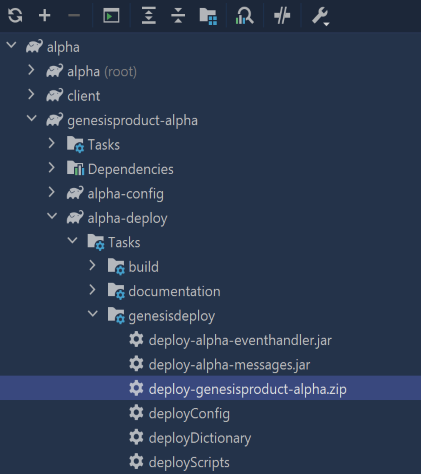 alpha
alpha (root)
client
genesisproduct-alpha
Tasks
Dependencies
alpha-config
alpha-deploy
Tasks
build
documentation
genesisdeploy
deploy-alpha-eventhandler.jar
deploy-alpha-messages.jar
deploy-genesisproduct-alpha.zip
deployConfig
deployDictionary
deployScripts